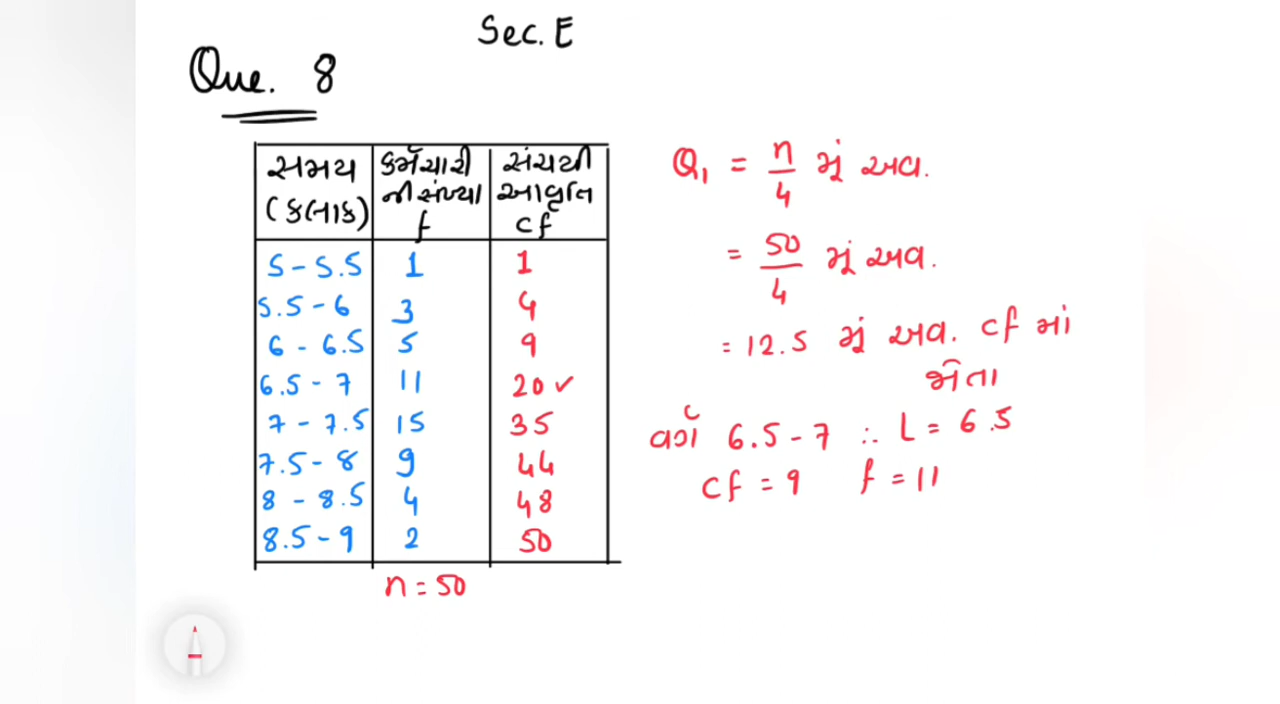 Sec. E
Que. 8
સમય (કલાક) | કર્મચારીની સંખ્યા f | સંચયી આવૃતિ cf
5 - 5.5 | 1 | 1
5.5 - 6 | 3 | 4
6 - 6.5 | 5 | 9
6.5 - 7 | 11 | 20 ✓
7 - 7.5 | 15 | 35
7.5 - 8 | 9 | 44
8 - 8.5 | 4 | 48
8.5 - 9 | 2 | 50
n = 50
Q₁ = n/4 મું અવ.
= 50/4 મું અવ.
= 12.5 મું અવ. cf માં
જોતા
વર્ગ 6.5 - 7 ∴ L = 6.5
cf = 9 f = 11